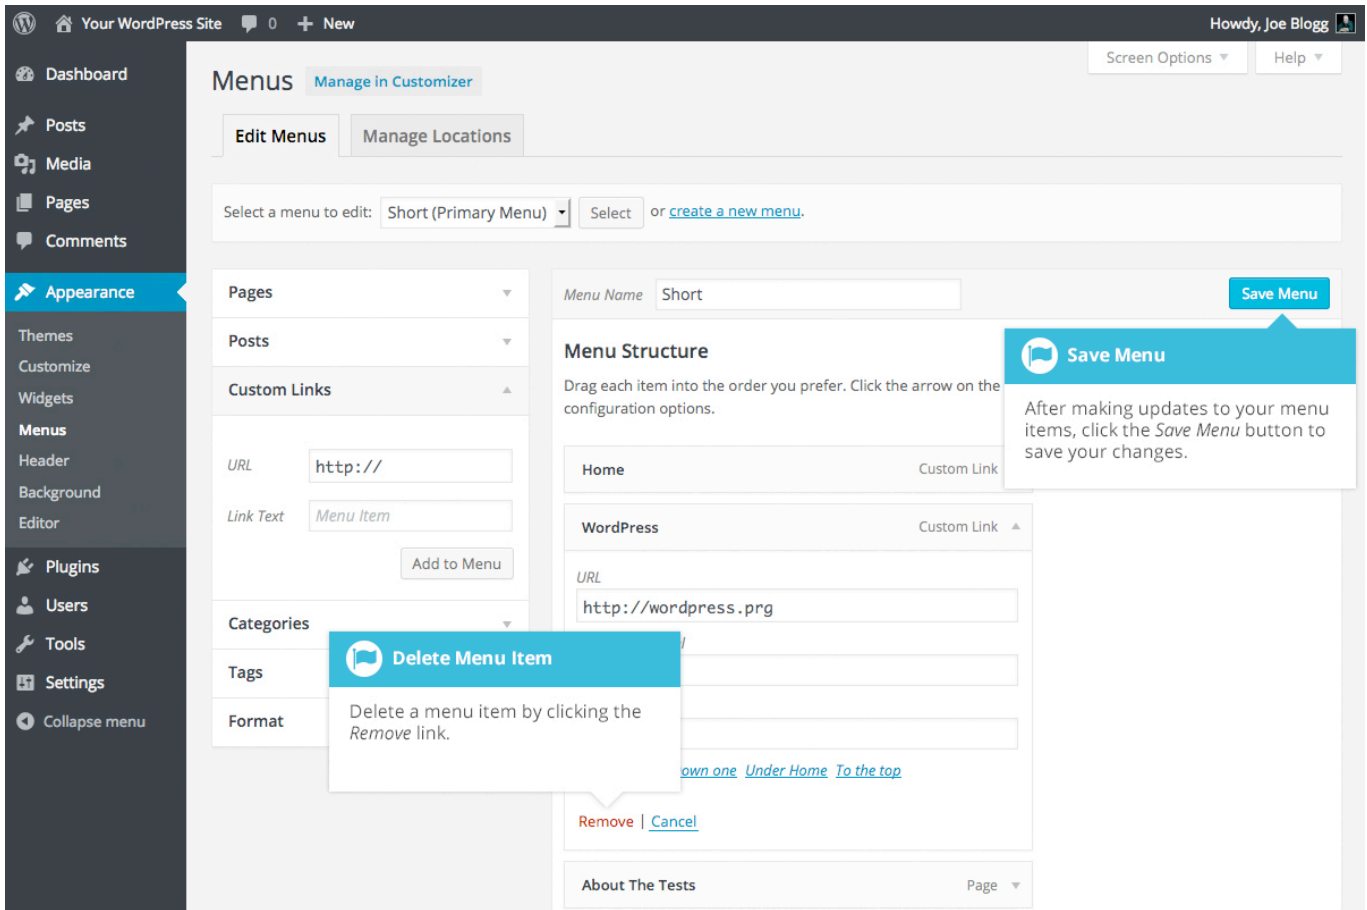 Your WordPress Site 0 New
Howdy, Joe Blogg
Screen Options Help
Dashboard
Posts
Media
Pages
Comments
Appearance
Themes
Customize
Widgets
Menus
Header
Background
Editor
Plugins
Users
Tools
Settings
Collapse menu
Menus Manage in Customizer
Edit Menus Manage Locations
Select a menu to edit: Short (Primary Menu) Select or create a new menu.
Pages
Posts
Custom Links
URL http://
Link Text Menu Item
Add to Menu
Categories
Tags
Format
Menu Name Short Save Menu
Menu Structure
Drag each item into the order you prefer. Click the arrow on the
configuration options.
Home Custom Link
WordPress Custom Link
URL
http://wordpress.prg
own one Under Home To the top
Remove | Cancel
About The Tests Page
Save Menu
After making updates to your menu
items, click the Save Menu button to
save your changes.
Delete Menu Item
Delete a menu item by clicking the
Remove link.